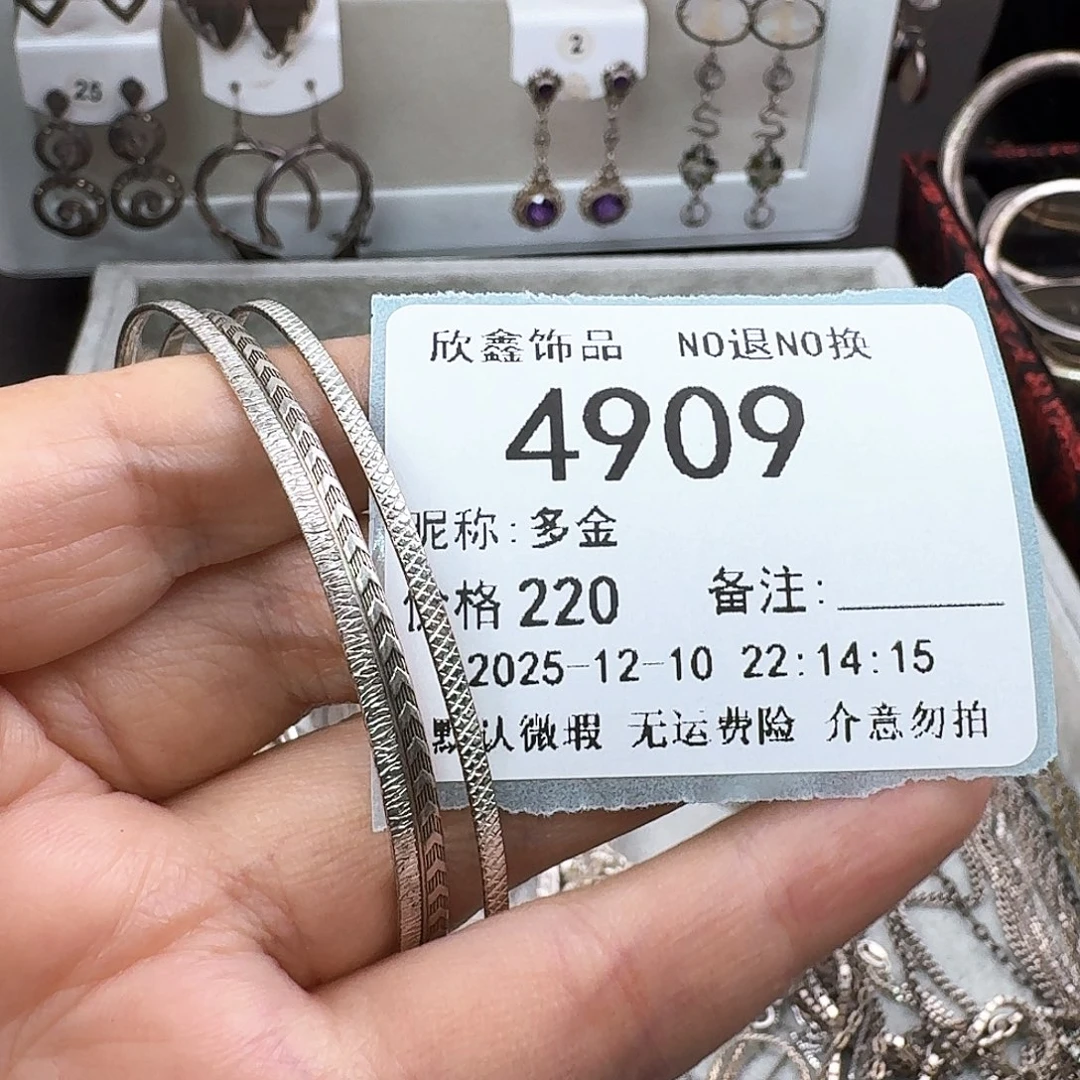 25
2
欣鑫饰品 NO退NO换
4909
昵称:多金
价格220 备注:
2025-12-10 22:14:15
默认微瑕 无运费险 介意勿拍